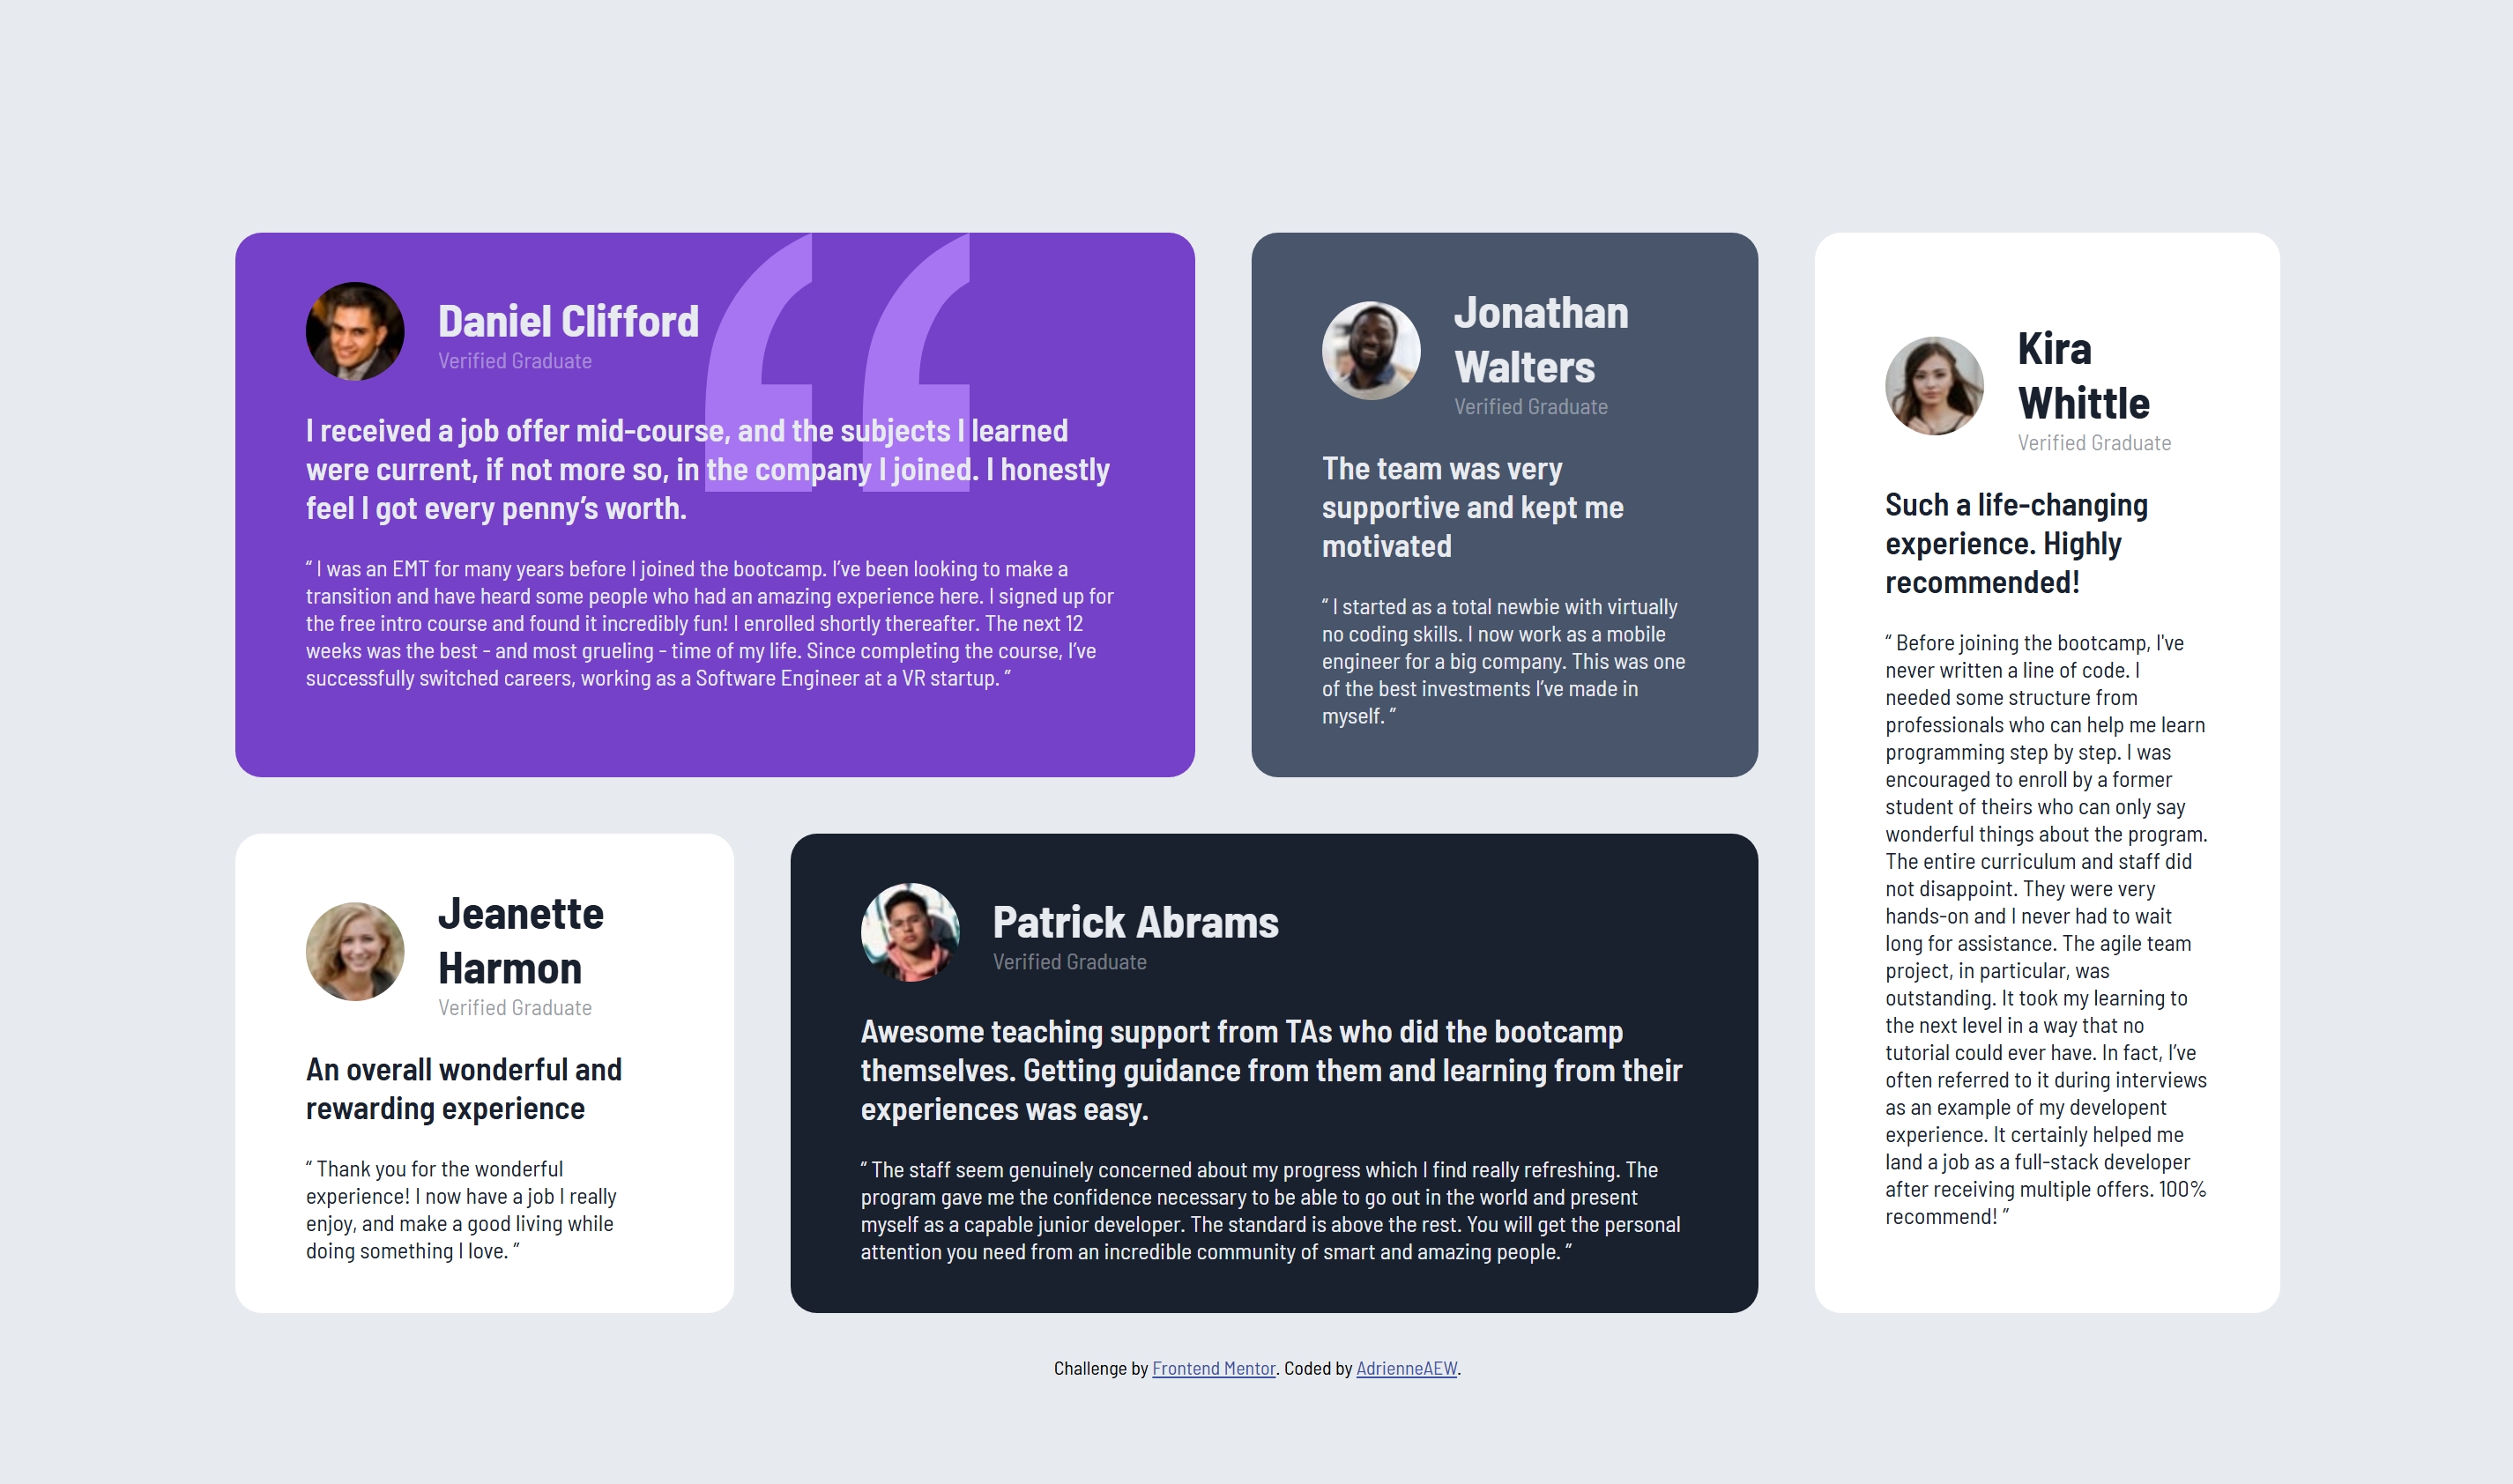 Daniel Clifford
Verified Graduate
I received a job offer mid-course, and the subjects I learned
were current, if not more so, in the company I joined. I honestly
feel I got every penny’s worth.
“ I was an EMT for many years before I joined the bootcamp. I’ve been looking to make a
transition and have heard some people who had an amazing experience here. I signed up for
the free intro course and found it incredibly fun! I enrolled shortly thereafter. The next 12
weeks was the best - and most grueling - time of my life. Since completing the course, I’ve
successfully switched careers, working as a Software Engineer at a VR startup. ”
Jonathan
Walters
Verified Graduate
The team was very
supportive and kept me
motivated
“ I started as a total newbie with virtually
no coding skills. I now work as a mobile
engineer for a big company. This was one
of the best investments I’ve made in
myself. ”
Kira
Whittle
Verified Graduate
Such a life-changing
experience. Highly
recommended!
“ Before joining the bootcamp, I've
never written a line of code. I
needed some structure from
professionals who can help me learn
programming step by step. I was
encouraged to enroll by a former
student of theirs who can only say
wonderful things about the program.
The entire curriculum and staff did
not disappoint. They were very
hands-on and I never had to wait
long for assistance. The agile team
project, in particular, was
outstanding. It took my learning to
the next level in a way that no
tutorial could ever have. In fact, I’ve
often referred to it during interviews
as an example of my developent
experience. It certainly helped me
land a job as a full-stack developer
after receiving multiple offers. 100%
recommend! ”
Jeanette
Harmon
Verified Graduate
An overall wonderful and
rewarding experience
“ Thank you for the wonderful
experience! I now have a job I really
enjoy, and make a good living while
doing something I love. ”
Patrick Abrams
Verified Graduate
Awesome teaching support from TAs who did the bootcamp
themselves. Getting guidance from them and learning from their
experiences was easy.
“ The staff seem genuinely concerned about my progress which I find really refreshing. The
program gave me the confidence necessary to be able to go out in the world and present
myself as a capable junior developer. The standard is above the rest. You will get the personal
attention you need from an incredible community of smart and amazing people. ”
Challenge by Frontend Mentor. Coded by AdrienneAEW.